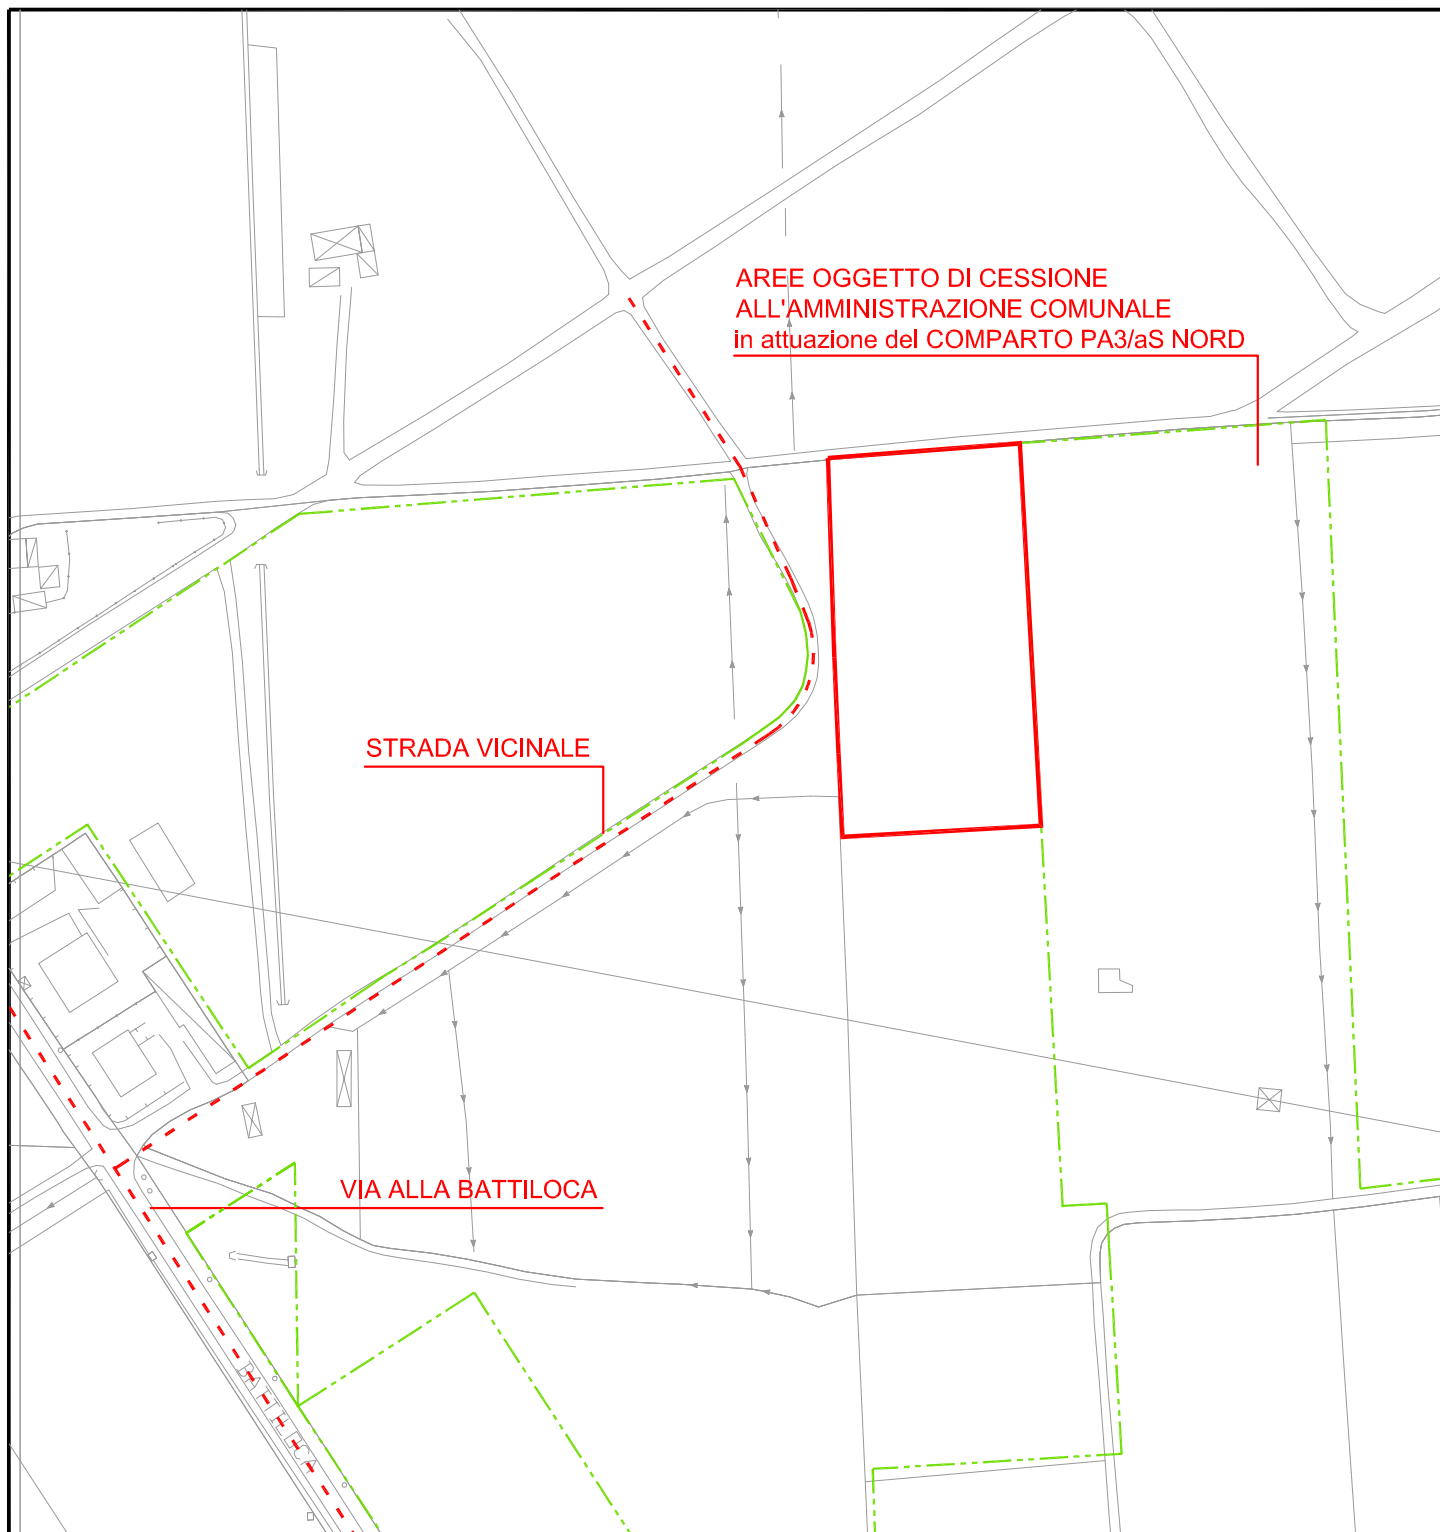 AREE OGGETTO DI CESSIONE
ALL'AMMINISTRAZIONE COMUNALE
in attuazione del COMPARTO PA3/aS NORD
STRADA VICINALE
VIA ALLA BATTILOCA